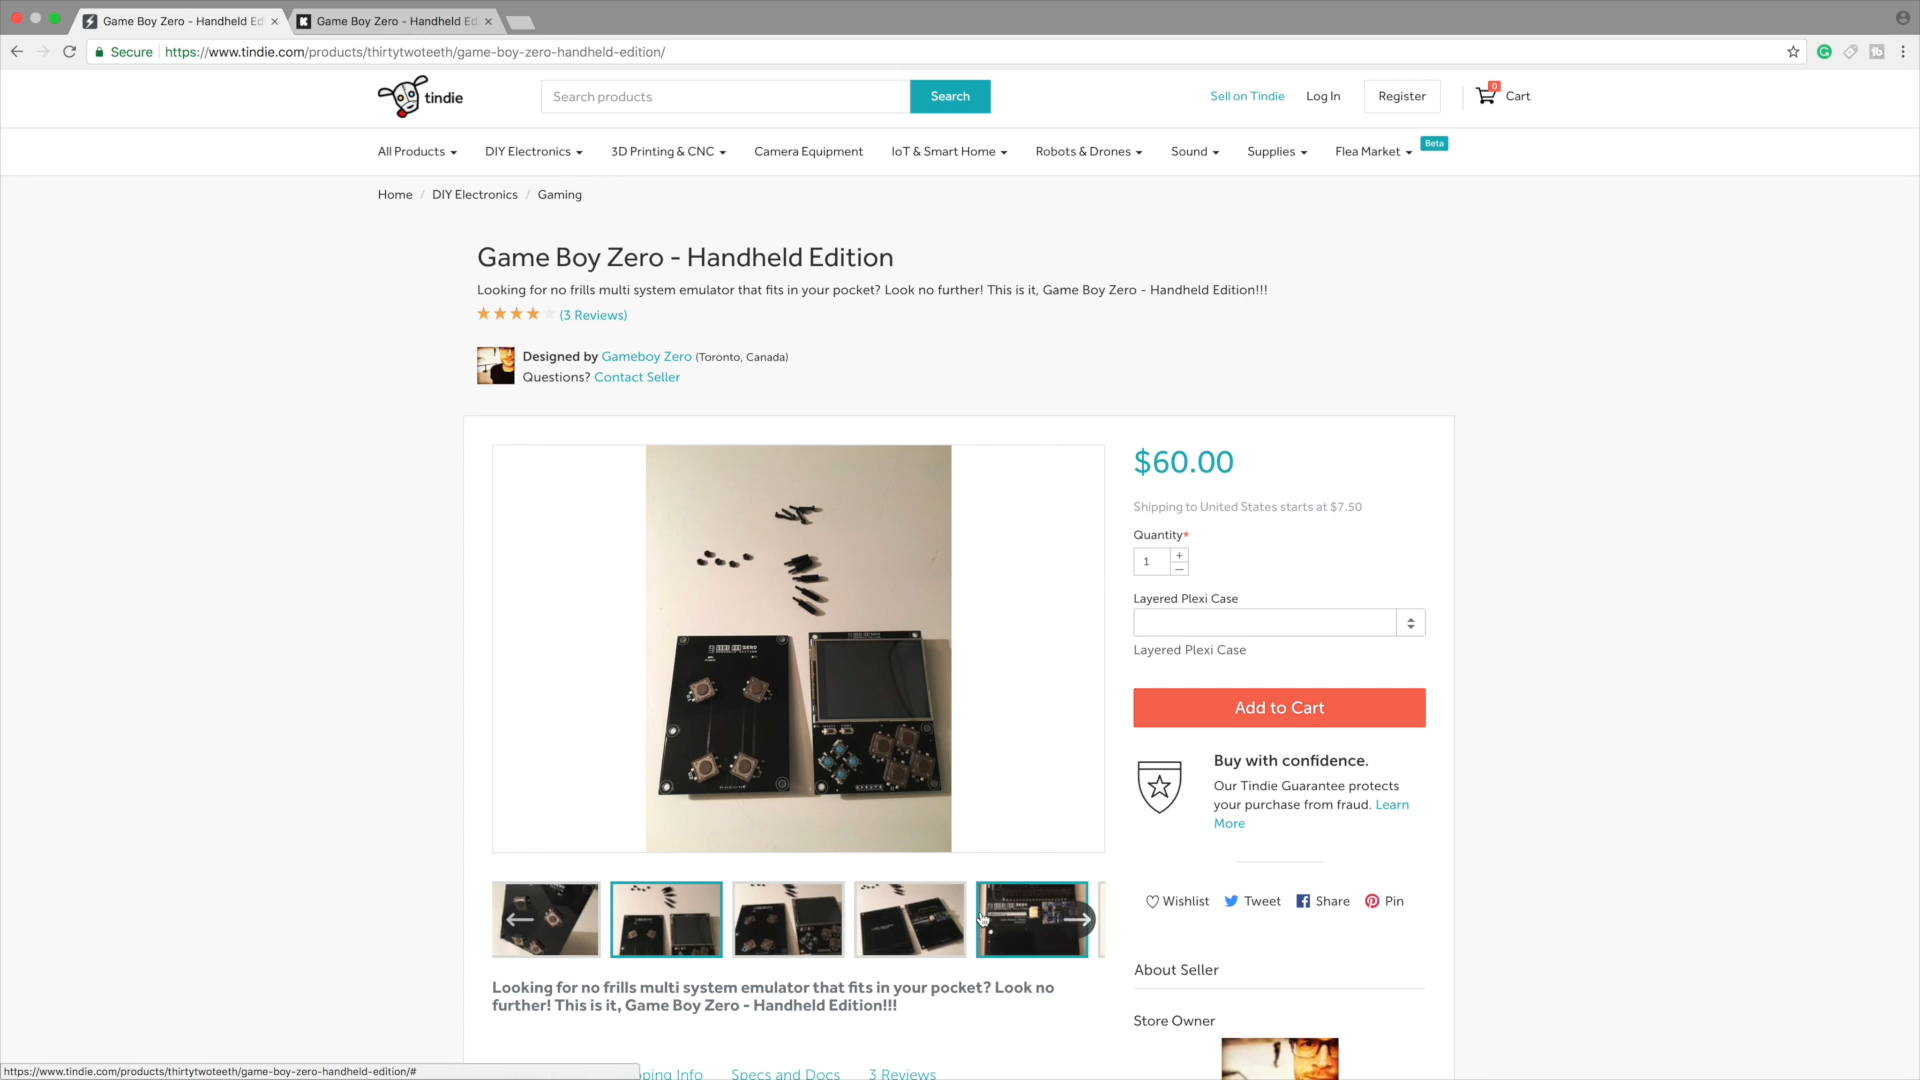 Game Boy Zero - Handheld Ed
Game Boy Zero - Handheld Ed
Secure https://www.tindie.com/products/thirtytwoteeth/game-boy-zero-handheld-edition/
tindie
Search products
Search
Sell on Tindie
Log In
Register
0
Cart
All Products
DIY Electronics
3D Printing & CNC
Camera Equipment
IoT & Smart Home
Robots & Drones
Sound
Supplies
Flea Market
Beta
Home / DIY Electronics / Gaming
Game Boy Zero - Handheld Edition
Looking for no frills multi system emulator that fits in your pocket? Look no further! This is it, Game Boy Zero - Handheld Edition!!!
(3 Reviews)
Designed by Gameboy Zero (Toronto, Canada)
Questions? Contact Seller
$60.00
Shipping to United States starts at $7.50
Quantity*
1
Layered Plexi Case
Layered Plexi Case
Add to Cart
Buy with confidence.
Our Tindie Guarantee protects
your purchase from fraud. Learn
More
Wishlist
Tweet
Share
Pin
Looking for no frills multi system emulator that fits in your pocket? Look no
further! This is it, Game Boy Zero - Handheld Edition!!!
About Seller
Store Owner
https://www.tindie.com/products/thirtytwoteeth/game-boy-zero-handheld-edition/#
pping Info
Specs and Docs
3 Reviews